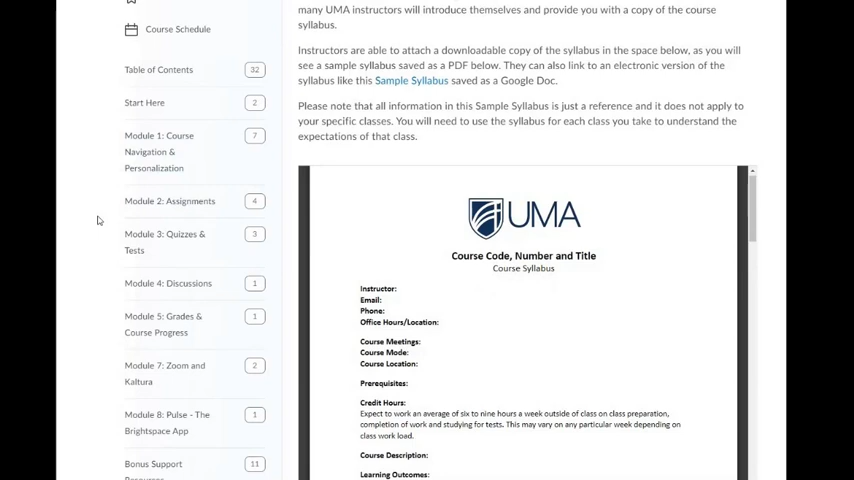 Course Schedule
Table of Contents 32
Start Here 2
Module 1: Course 7
Navigation &
Personalization
Module 2: Assignments 4
Module 3: Quizzes & 3
Tests
Module 4: Discussions 1
Module 5: Grades & 1
Course Progress
Module 7: Zoom and 2
Kaltura
Module 8: Pulse - The 1
Brightspace App
Bonus Support 11
many UMA instructors will introduce themselves and provide you with a copy of the course
syllabus.
Instructors are able to attach a downloadable copy of the syllabus in the space below, as you will
see a sample syllabus saved as a PDF below. They can also link to an electronic version of the
syllabus like this Sample Syllabus saved as a Google Doc.
Please note that all information in this Sample Syllabus is just a reference and it does not apply to
your specific classes. You will need to use the syllabus for each class you take to understand the
expectations of that class.
UMA
Course Code, Number and Title
Course Syllabus
Instructor:
Email:
Phone:
Office Hours/Location:
Course Meetings:
Course Mode:
Course Location:
Prerequisites:
Credit Hours:
Expect to work an average of six to nine hours a week outside of class on class preparation,
completion of work and studying for tests. This may vary on any particular week depending on
class work load.
Course Description:
Learning Outcomes: